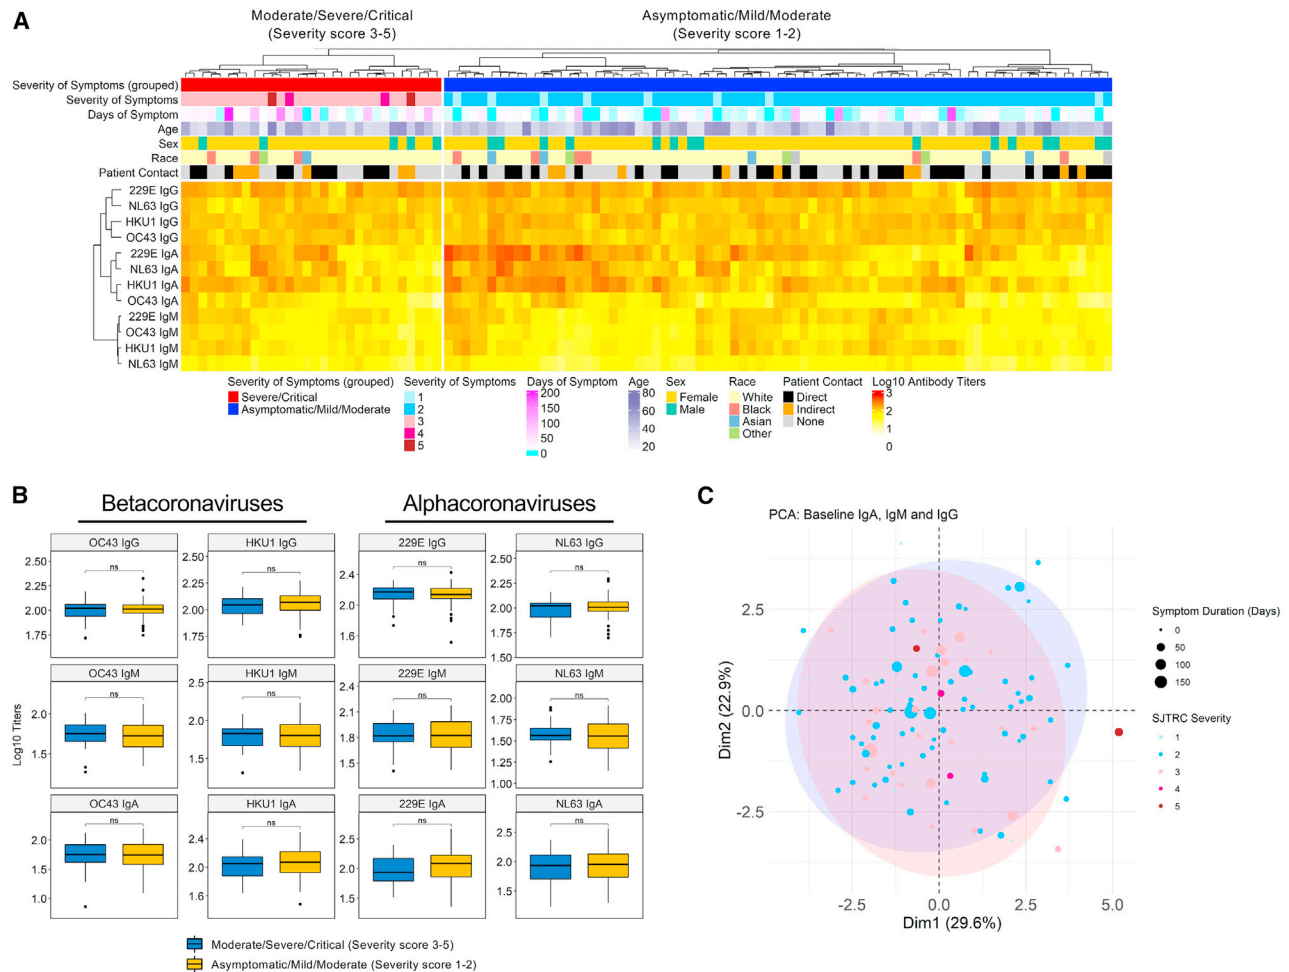 A
Moderate/Severe/Critical
(Severity score 3-5)
Asymptomatic/Mild/Moderate
(Severity score 1-2)
Severity of Symptoms (grouped)
Severity of Symptoms
Days of Symptom
Age
Sex
Race
Patient Contact
229E IgG
NL63 IgG
HKU1 IgG
OC43 IgG
229E IgA
NL63 IgA
HKU1 IgA
OC43 IgA
229E IgM
OC43 IgM
HKU1 IgM
NL63 IgM
Severity of Symptoms (grouped)
Severe/Critical
Asymptomatic/Mild/Moderate
Severity of Symptoms
1
2
3
4
5
Days of Symptom
200
150
100
50
0
Age
80
60
40
20
Sex
Female
Male
Race
White
Black
Asian
Other
Patient Contact
Direct
Indirect
None
Log10 Antibody Titers
3
2
1
0
B
Betacoronaviruses
Alphacoronaviruses
Log10 Titers
OC43 IgG
ns
2.50
2.25
2.00
1.75
HKU1 IgG
ns
2.50
2.25
2.00
1.75
229E IgG
ns
2.4
2.0
1.6
NL63 IgG
ns
2.50
2.25
2.00
1.75
1.50
OC43 IgM
ns
2.0
1.5
HKU1 IgM
ns
2.5
2.0
1.5
229E IgM
ns
2.4
2.1
1.8
1.5
NL63 IgM
ns
2.25
2.00
1.75
1.50
1.25
1.00
OC43 IgA
ns
2.0
1.5
1.0
HKU1 IgA
ns
2.4
2.0
1.6
229E IgA
ns
2.5
2.0
1.5
NL63 IgA
ns
2.5
2.0
1.5
Moderate/Severe/Critical (Severity score 3-5)
Asymptomatic/Mild/Moderate (Severity score 1-2)
C
PCA: Baseline IgA, IgM and IgG
Dim2 (22.9%)
2.5
0.0
-2.5
-2.5
0.0
2.5
5.0
Dim1 (29.6%)
Symptom Duration (Days)
0
50
100
150
SJTRC Severity
1
2
3
4
5